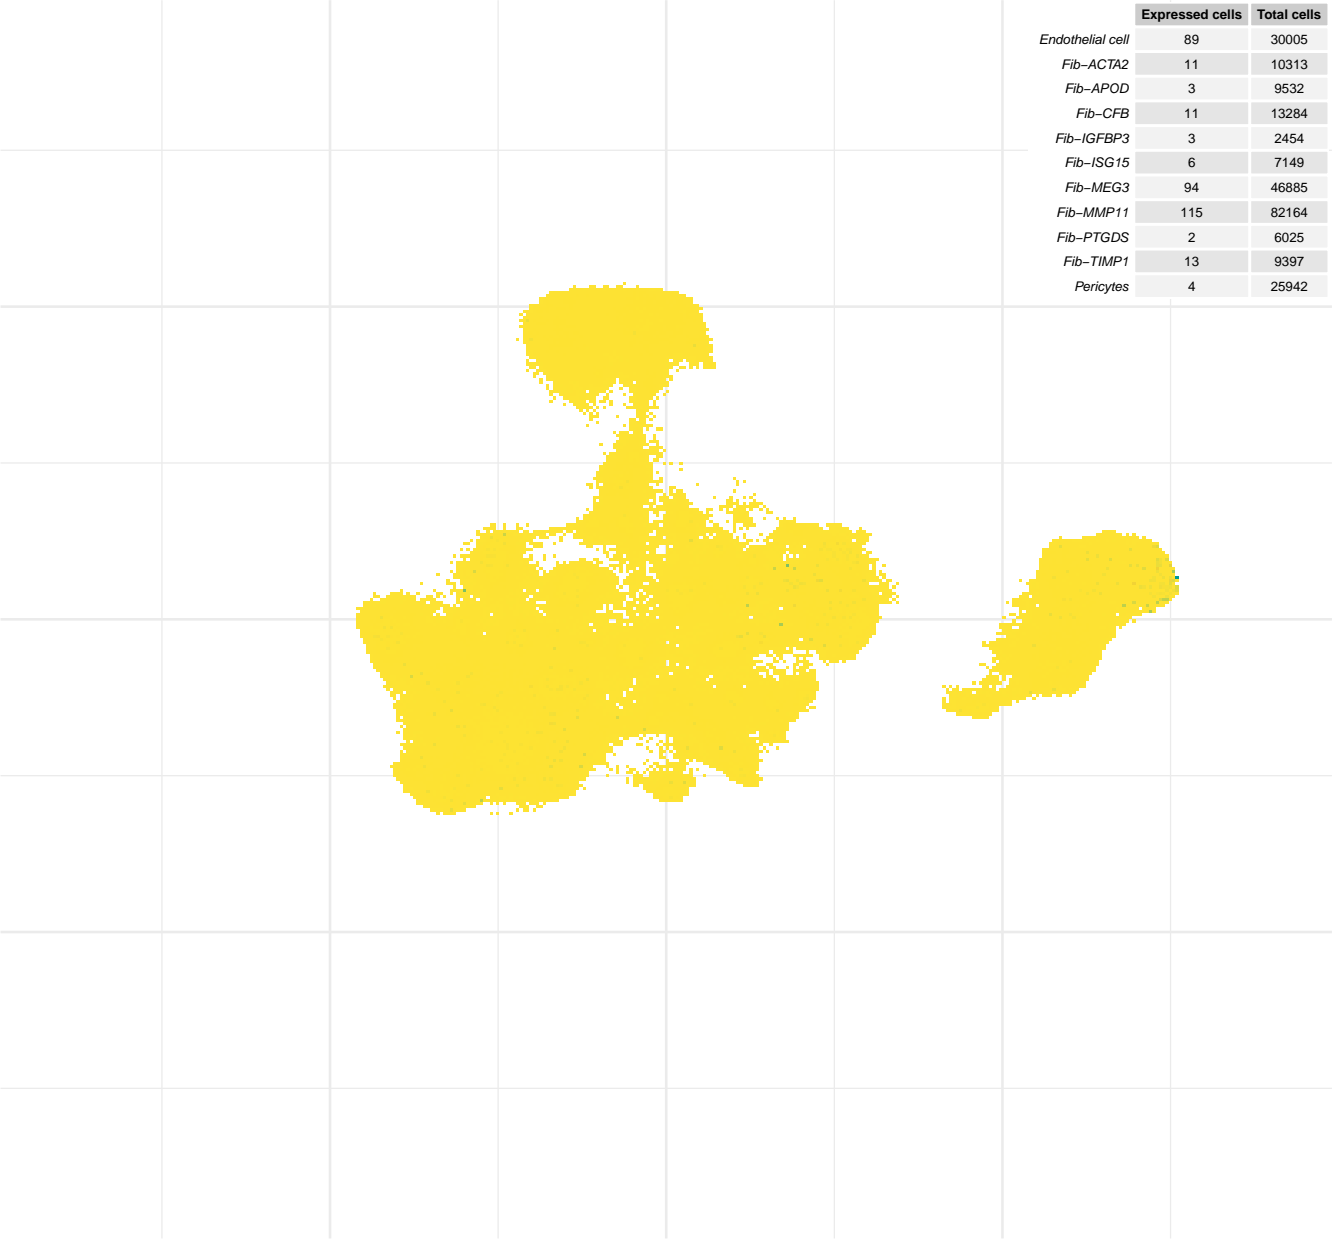 Expressed cells Total cells
Endothelial cell 89 30005
Fib−ACTA2 11 10313
Fib−APOD 3 9532
Fib−CFB 11 13284
Fib−IGFBP3 3 2454
Fib−ISG15 6 7149
Fib−MEG3 94 46885
Fib−MMP11 115 82164
Fib−PTGDS 2 6025
Fib−TIMP1 13 9397
Pericytes 4 25942